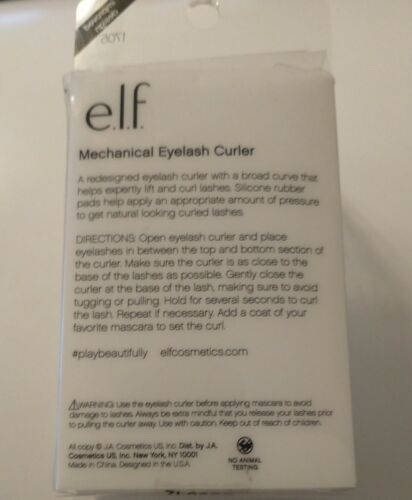 1706
e.l.f.
Mechanical Eyelash Curler
A redesigned eyelash curler with a broad curve that
helps expertly lift and curl lashes. Silicone rubber
pads help apply an appropriate amount of pressure
to get natural looking curled lashes.
DIRECTIONS: Open eyelash curler and place
eyelashes in between the top and bottom section of
the curler. Make sure the curler is as close to the
base of the lashes as possible. Gently close the
curler at the base of the lash, making sure to avoid
tugging or pulling. Hold for several seconds to curl
the lash. Repeat if necessary. Add a coat of your
favorite mascara to set the curl.
#playbeautifully elfcosmetics.com
⚠WARNING: Use the eyelash curler before applying mascara to avoid
damage to lashes. Always be extra mindful that you release your lashes prior
to pulling the curler away. Use with caution. Keep out of reach of children.
All copy © J.A. Cosmetics US, Inc. Dist. by J.A.
Cosmetics US, Inc. New York, NY 10001
Made in China. Designed in the U.S.A.
NO ANIMAL
TESTING